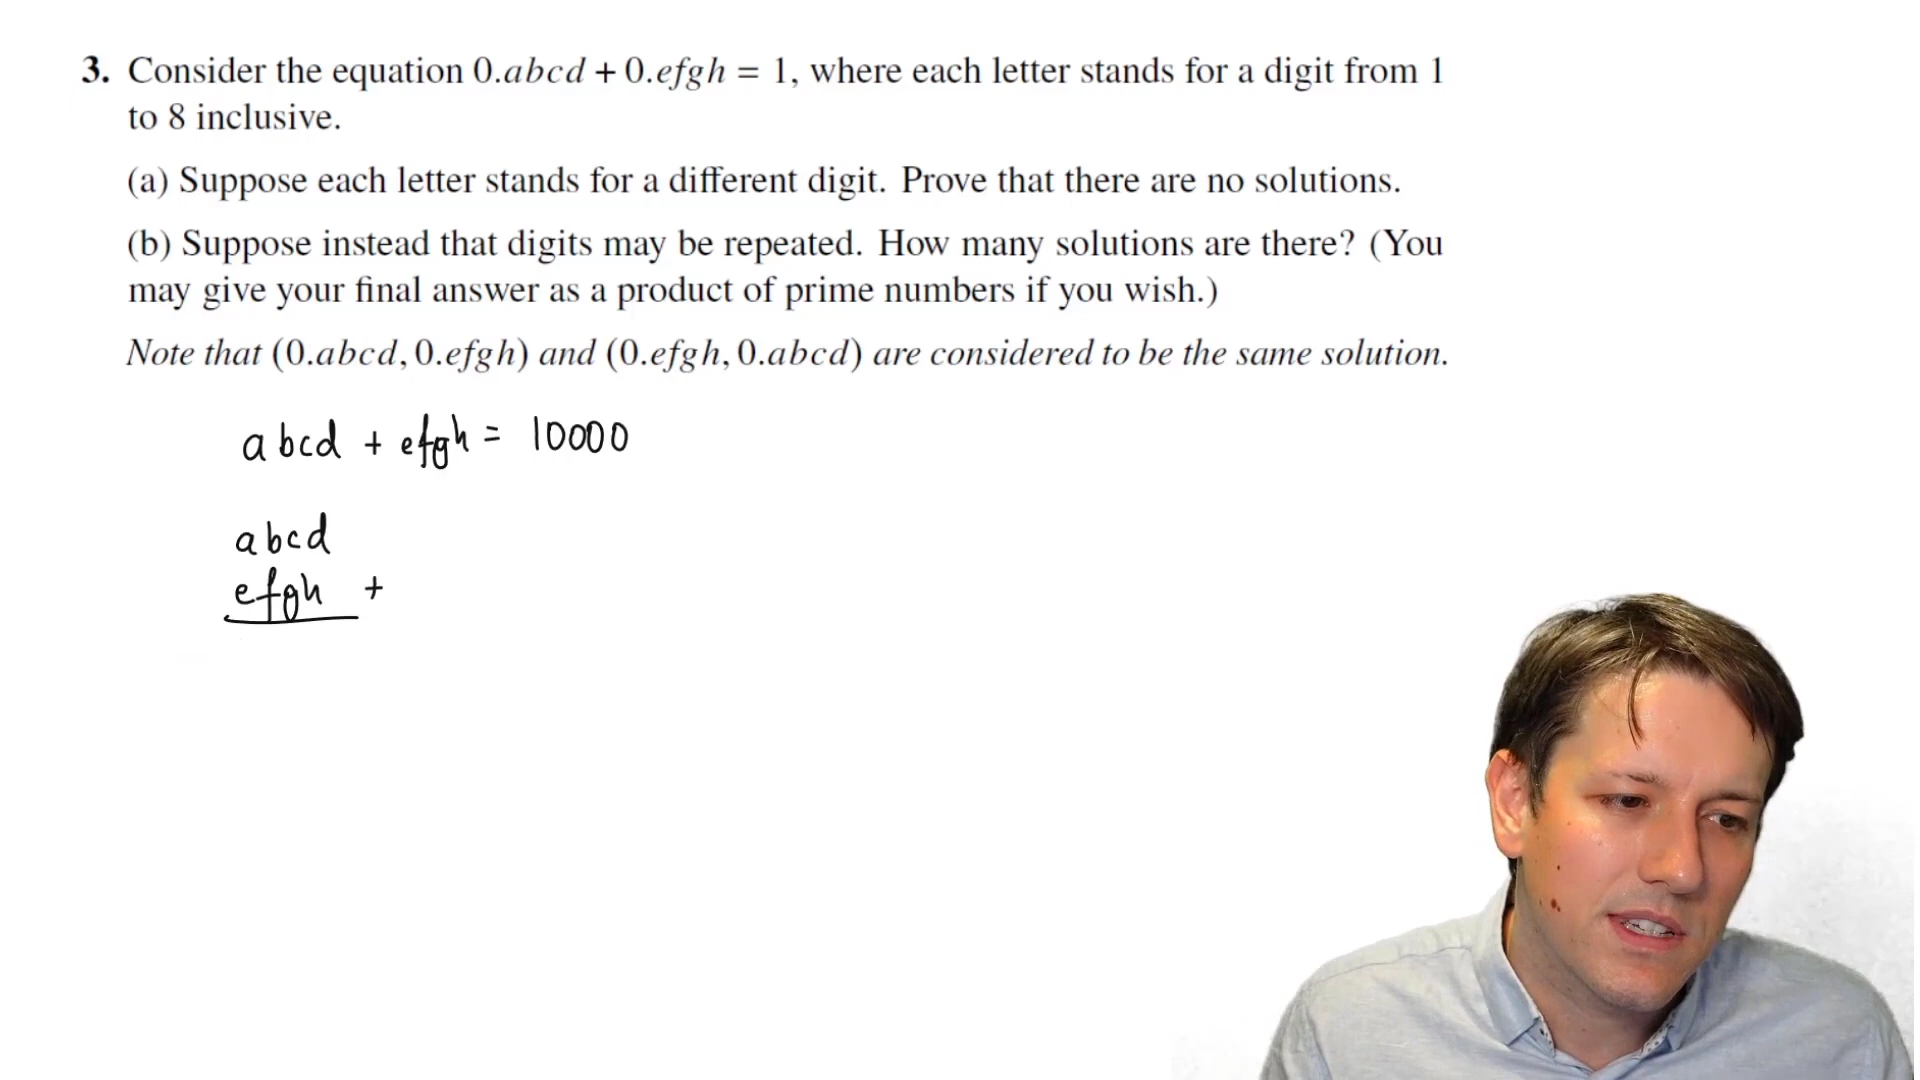 3. Consider the equation 0.abcd + 0.efgh = 1, where each letter stands for a digit from 1
to 8 inclusive.
(a) Suppose each letter stands for a different digit. Prove that there are no solutions.
(b) Suppose instead that digits may be repeated. How many solutions are there? (You
may give your final answer as a product of prime numbers if you wish.)
Note that (0.abcd, 0.efgh) and (0.efgh, 0.abcd) are considered to be the same solution.
abcd + efgh = 10000
abcd
efgh +